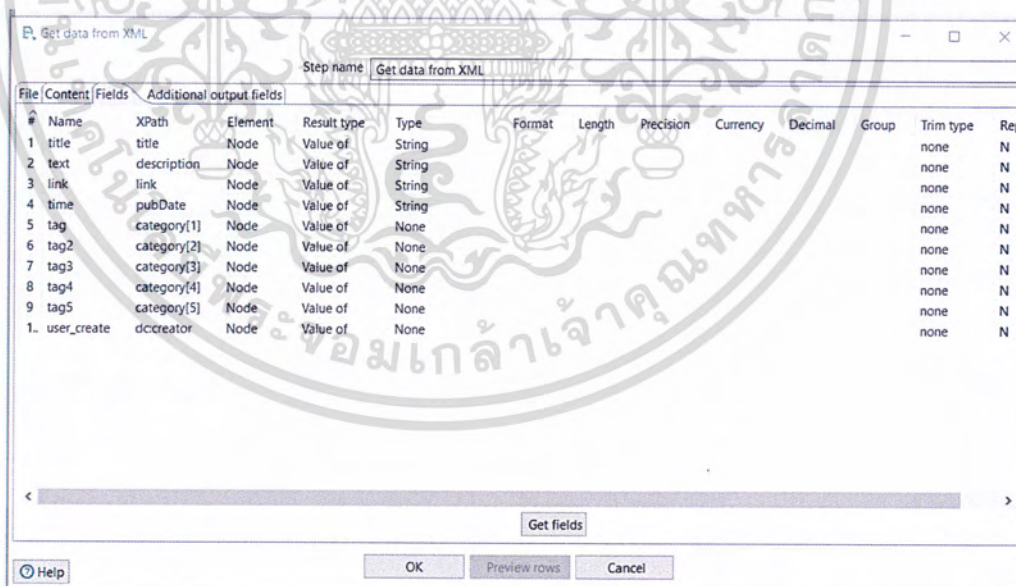 Get data from XML
Step name Get data from XML
File Content Fields Additional output fields
# Name XPath Element Result type Type Format Length Precision Currency Decimal Group Trim type Rep
1 title title Node Value of String none N
2 text description Node Value of String none N
3 link link Node Value of String none N
4 time pubDate Node Value of String none N
5 tag category[1] Node Value of None none N
6 tag2 category[2] Node Value of None none N
7 tag3 category[3] Node Value of None none N
8 tag4 category[4] Node Value of None none N
9 tag5 category[5] Node Value of None none N
1.. user_create dc:creator Node Value of None none N
Get fields
Help OK Preview rows Cancel